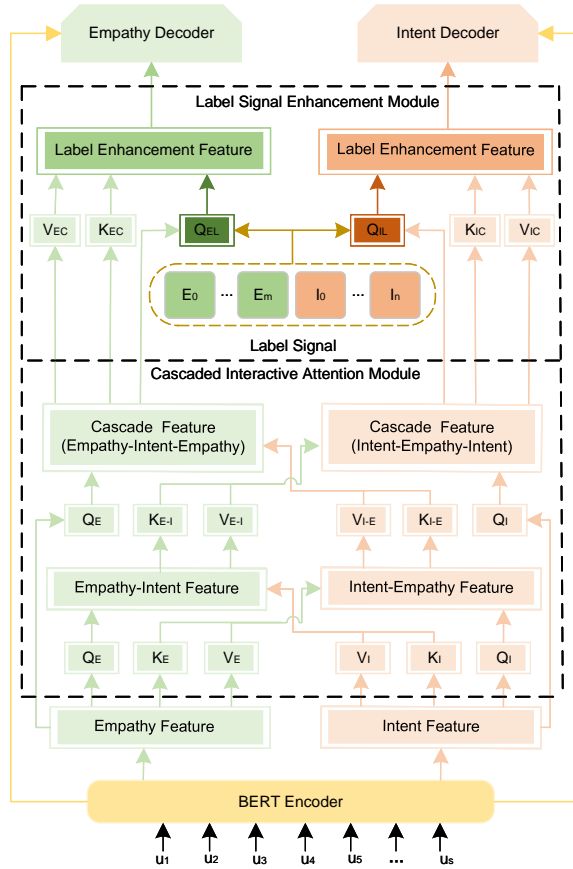 Empathy Decoder Intent Decoder
Label Signal Enhancement Module
Label Enhancement Feature Label Enhancement Feature
VEC KEC QEL QIL KIC VIC
E0 ... Em I0 ... In
Label Signal
Cascaded Interactive Attention Module
Cascade Feature Cascade Feature
(Empathy-Intent-Empathy) (Intent-Empathy-Intent)
QE KE-I VE-I VI-E KI-E QI
Empathy-Intent Feature Intent-Empathy Feature
QE KE VE VI KI QI
Empathy Feature Intent Feature
BERT Encoder
u1 u2 u3 u4 u5 ... us